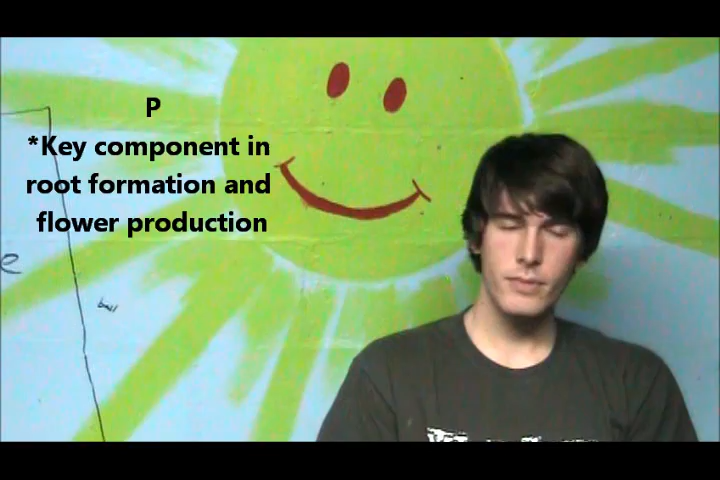 P
*Key component in
root formation and
flower production
e